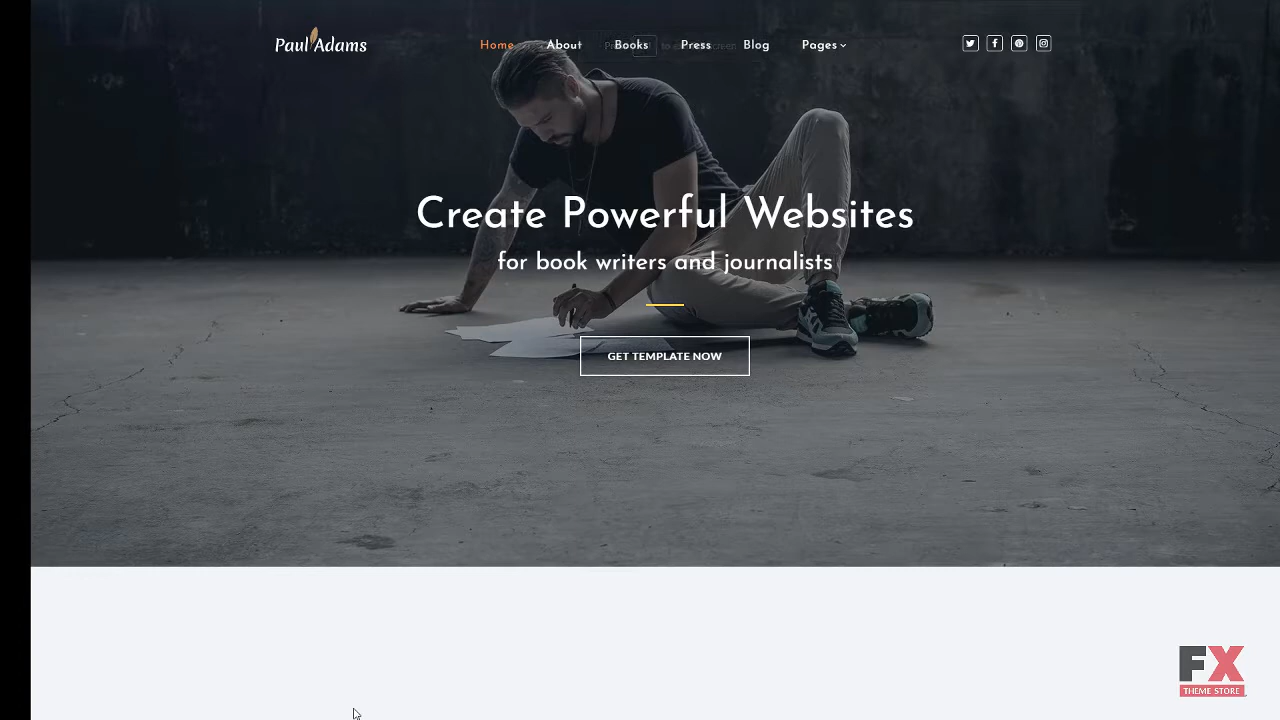 Paul Adams
Home About Books Press Blog Pages
Create Powerful Websites
for book writers and journalists
GET TEMPLATE NOW
FX
THEME STORE